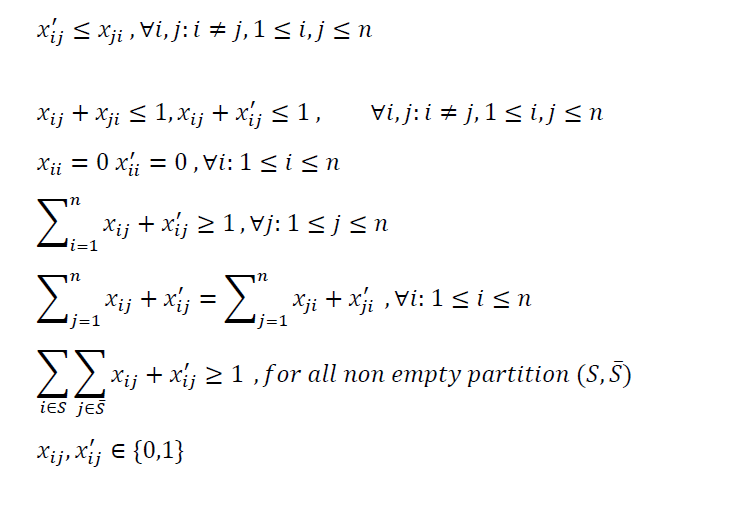 x′ij ≤ xji , ∀i, j: i ≠ j, 1 ≤ i, j ≤ n
xij + xji ≤ 1, xij + x′ij ≤ 1 , ∀i, j: i ≠ j, 1 ≤ i, j ≤ n
xii = 0 x′ii = 0 , ∀i: 1 ≤ i ≤ n
∑ⁿi=1 xij + x′ij ≥ 1 , ∀j: 1 ≤ j ≤ n
∑ⁿj=1 xij + x′ij = ∑ⁿj=1 xji + x′ji , ∀i: 1 ≤ i ≤ n
∑i∈S ∑j∈S̄ xij + x′ij ≥ 1 , for all non empty partition (S, S̄)
xij, x′ij ∈ {0,1}